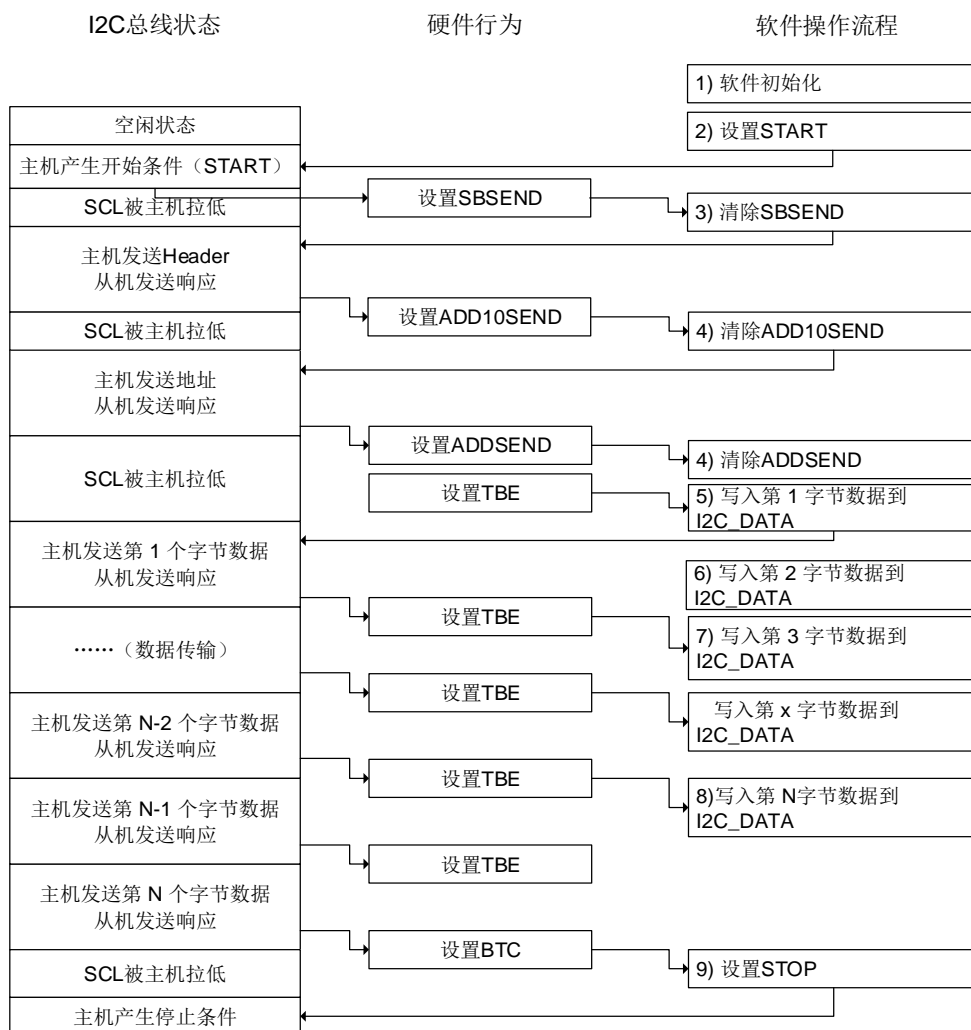 I2C总线状态
硬件行为
软件操作流程
1) 软件初始化
空闲状态
2) 设置START
主机产生开始条件（START）
SCL被主机拉低
设置SBSEND
3) 清除SBSEND
主机发送Header
从机发送响应
设置ADD10SEND
4) 清除ADD10SEND
SCL被主机拉低
主机发送地址
从机发送响应
设置ADDSEND
4) 清除ADDSEND
SCL被主机拉低
设置TBE
5) 写入第 1 字节数据到
I2C_DATA
主机发送第 1 个字节数据
从机发送响应
6) 写入第 2 字节数据到
I2C_DATA
设置TBE
7) 写入第 3 字节数据到
I2C_DATA
……（数据传输）
设置TBE
写入第 x 字节数据到
I2C_DATA
主机发送第 N-2 个字节数据
从机发送响应
设置TBE
8)写入第 N字节数据到
I2C_DATA
主机发送第 N-1 个字节数据
从机发送响应
设置TBE
主机发送第 N 个字节数据
从机发送响应
设置BTC
9) 设置STOP
SCL被主机拉低
主机产生停止条件